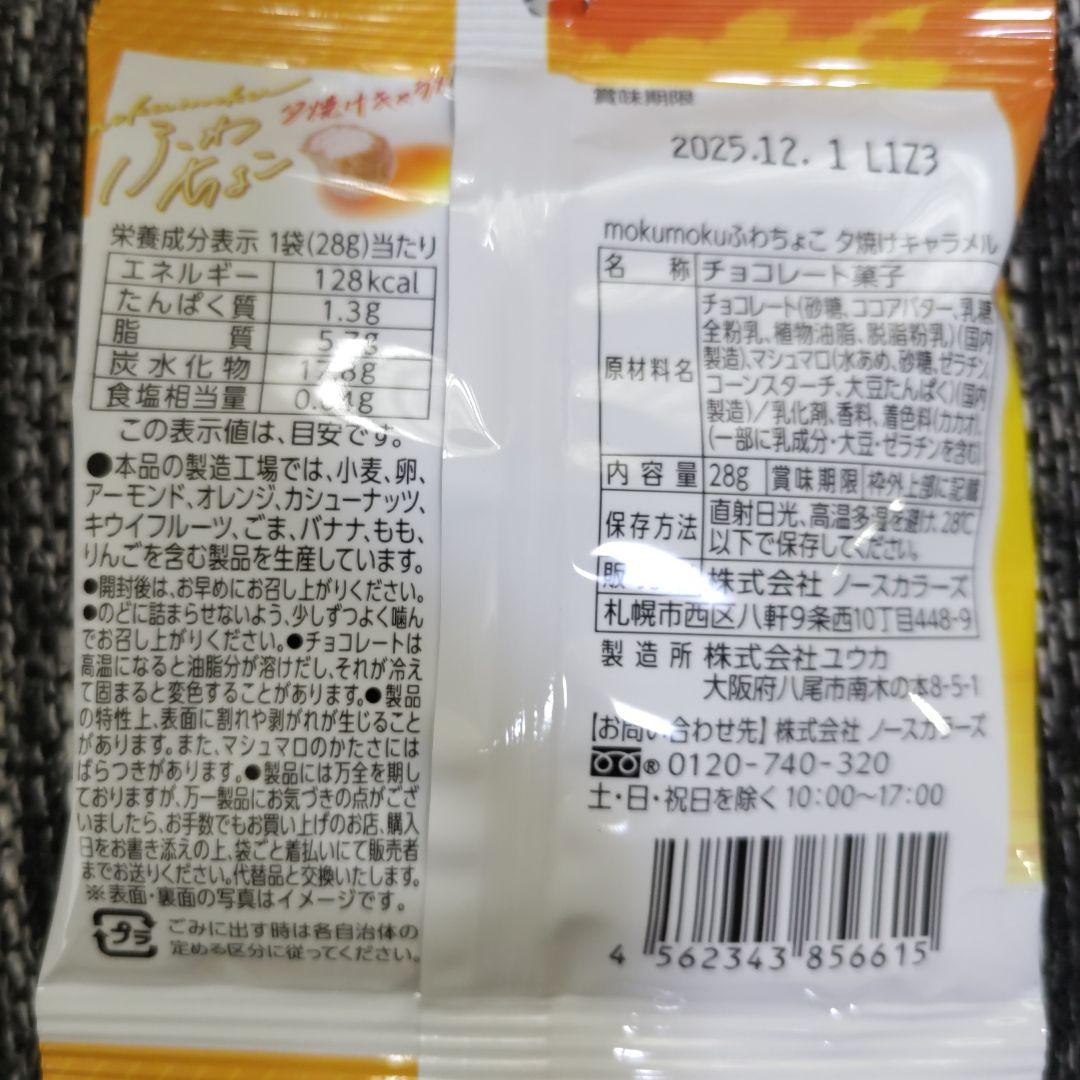 mokumoku
ふわちょこ
夕焼けキャラメ
栄養成分表示 1袋(28g)当たり
エネルギー 128kcal
たんぱく質 1.3g
脂質
炭水化物
食塩相当量
この表示値は、目安です。
●本品の製造工場では、小麦、卵、
アーモンド、オレンジ、カシューナッツ、
キウイフルーツ、ごま、バナナ、もも、
りんごを含む製品を生産しています。
●開封後は、お早めにお召し上がりください。
●のどに詰まらせないよう、少しずつよく噛ん
でお召し上がりください。●チョコレートは
高温になると油脂分が溶けだし、それが冷え
て固まると変色することがあります。●製品
の特性上、表面に割れや剥がれが生じること
があります。また、マシュマロのかたさには
ばらつきがあります。●製品には万全を期し
ておりますが、万一製品にお気づきの点がござ
いましたら、お手数でもお買い上げのお店、購入
日をお書き添えの上、袋ごと着払いにて販売者
までお送りください。代替品と交換いたします。
※表面・裏面の写真はイメージです。
プラ
ごみに出す時は各自治体の
定める区分に従ってください。
賞味期限
2025.12. 1 L1Z3
mokumokuふわちょこ 夕焼けキャラメル
名称 チョコレート菓子
原材料名
チョコレート(砂糖、ココアバター、乳糖、
全粉乳、植物油脂、脱脂粉乳)(国内
製造)、マシュマロ(水あめ、砂糖、ゼラチン、
コーンスターチ、大豆たんぱく)(国内
製造)/乳化剤、香料、着色料(カカオ)、
(一部に乳成分・大豆・ゼラチンを含む)
内容量 28g 賞味期限 枠外上部に記載
保存方法
直射日光、高温多湿を避け、28℃
以下で保存してください。
株式会社 ノースカラーズ
札幌市西区八軒9条西10丁目448-9
製造所 株式会社ユウカ
大阪府八尾市南木の本8-5-1
【お問い合わせ先】株式会社 ノースカラーズ
® 0120-740-320
土・日・祝日を除く 10:00~17:00
4 562343 856615